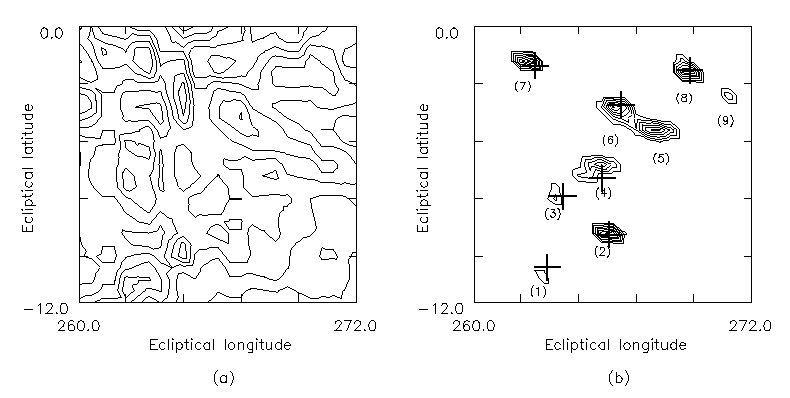 0.0
Ecliptical latitude
−12.0
260.0
272.0
Ecliptical longitude
(a)
0.0
Ecliptical latitude
−12.0
260.0
272.0
Ecliptical longitude
(b)
(7)
(8)
(9)
(6)
(5)
(4)
(3)
(2)
(1)